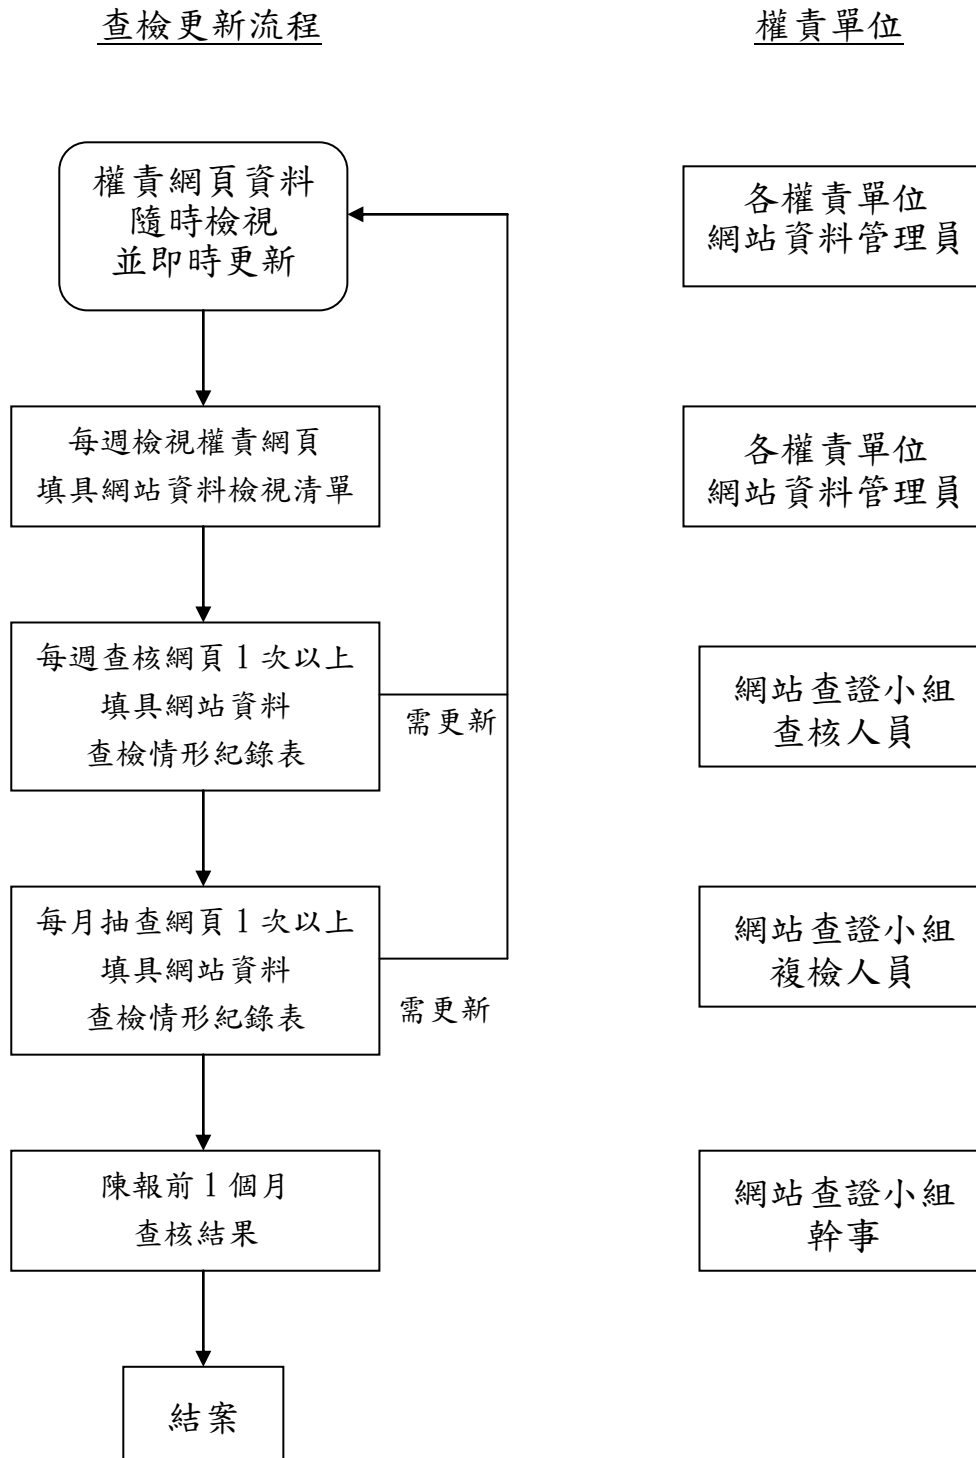 查檢更新流程
權責單位
權責網頁資料
隨時檢視
並即時更新
各權責單位
網站資料管理員
每週檢視權責網頁
填具網站資料檢視清單
各權責單位
網站資料管理員
每週查核網頁1次以上
填具網站資料
查檢情形紀錄表
需更新
網站查證小組
查核人員
每月抽查網頁1次以上
填具網站資料
查檢情形紀錄表
需更新
網站查證小組
複檢人員
陳報前1個月
查核結果
網站查證小組
幹事
結案